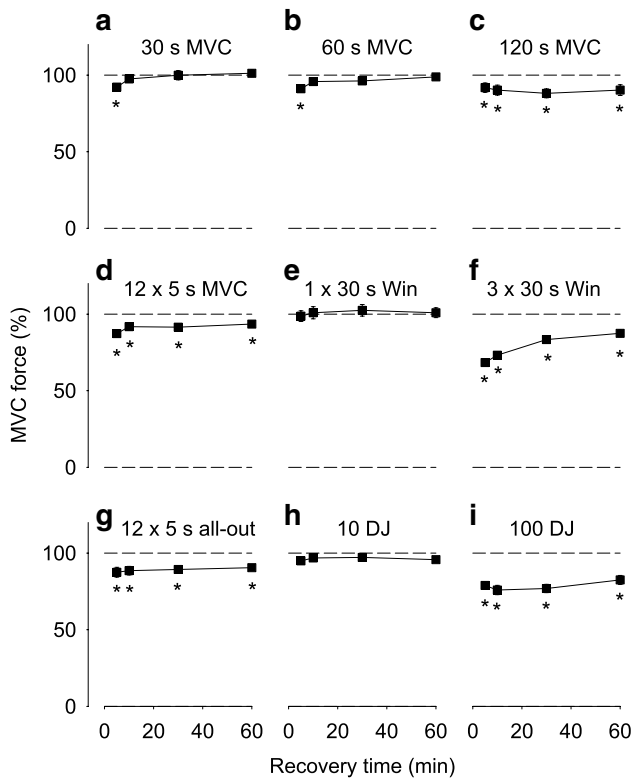 a b c
30 s MVC 60 s MVC 120 s MVC
100
* * * * * *
50
0
d e f
12 x 5 s MVC 1 x 30 s Win 3 x 30 s Win
100
* * * * * * * *
50
0
g h i
12 x 5 s all-out 10 DJ 100 DJ
100
* * * * * * * *
50
0
0 20 40 60 0 20 40 60 0 20 40 60
Recovery time (min)
MVC force (%)